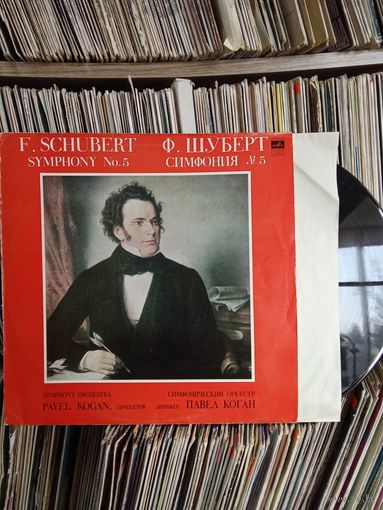 F. SCHUBERT
SYMPHONY No.5
Ф. ШУБЕРТ
СИМФОНИЯ №5
SYMPHONY ORCHESTRA
PAVEL KOGAN, CONDUCTOR
СИМФОНИЧЕСКИЙ ОРКЕСТР
ДИРИЖЕР ПАВЕЛ КОГАН